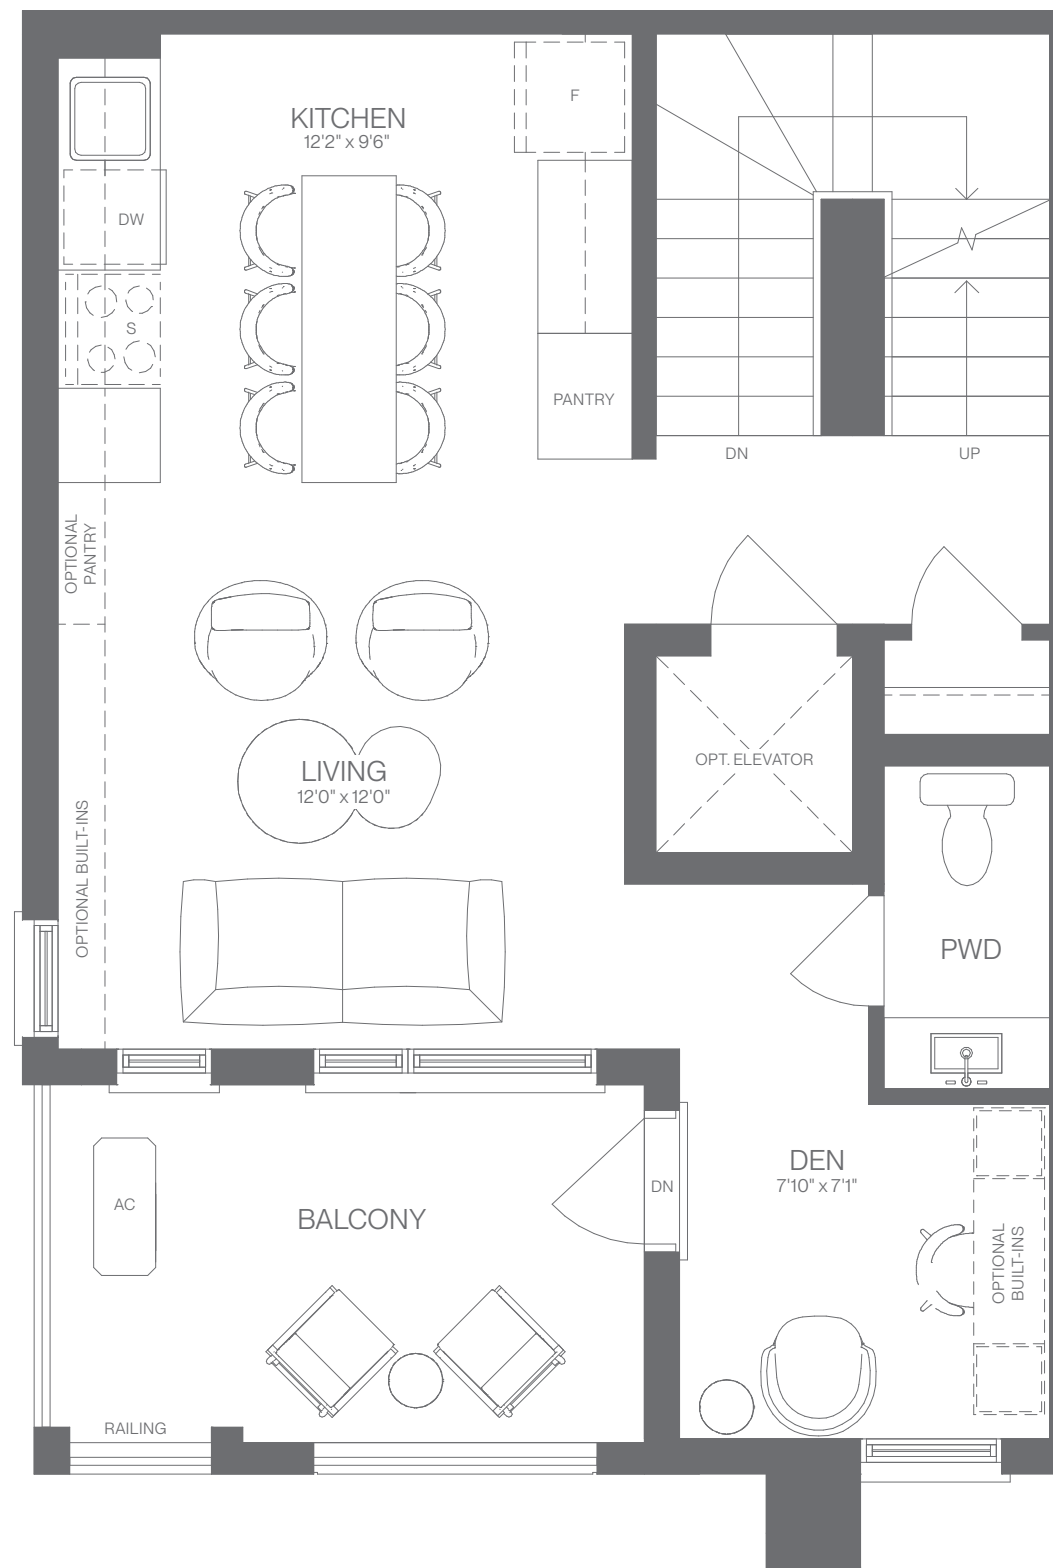 KITCHEN
12'2" x 9'6"
F
DW
S
PANTRY
DN
UP
OPTIONAL
PANTRY
OPT. ELEVATOR
LIVING
12'0" x 12'0"
OPTIONAL BUILT-INS
PWD
DEN
7'10" x 7'1"
DN
AC
BALCONY
OPTIONAL
BUILT-INS
RAILING